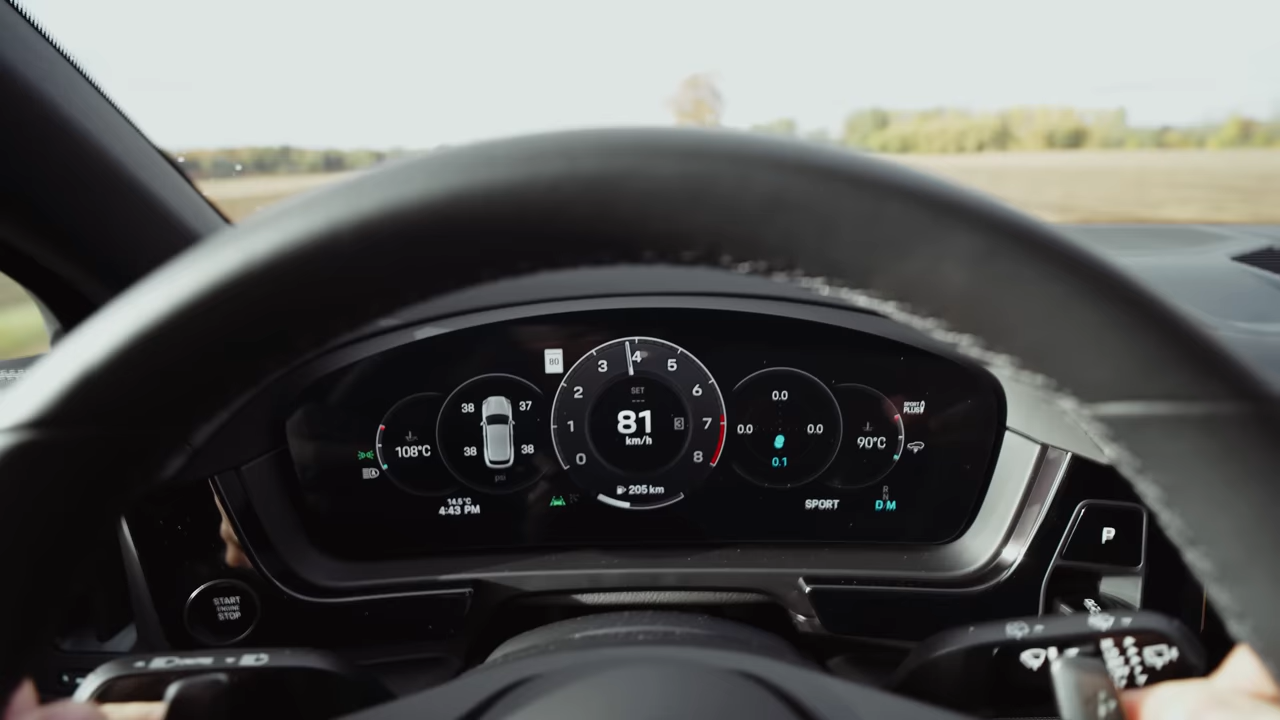 80
0 1 2 3 4 5 6 7 8
SET
---
81
km/h
3
205 km
108°C
38 37
38 38
psi
14.5°C
4:43 PM
0.0
0.0 0.0
0.1
90°C
SPORT
PLUS
SPORT
R
N
D M
P
START
ENGINE
STOP